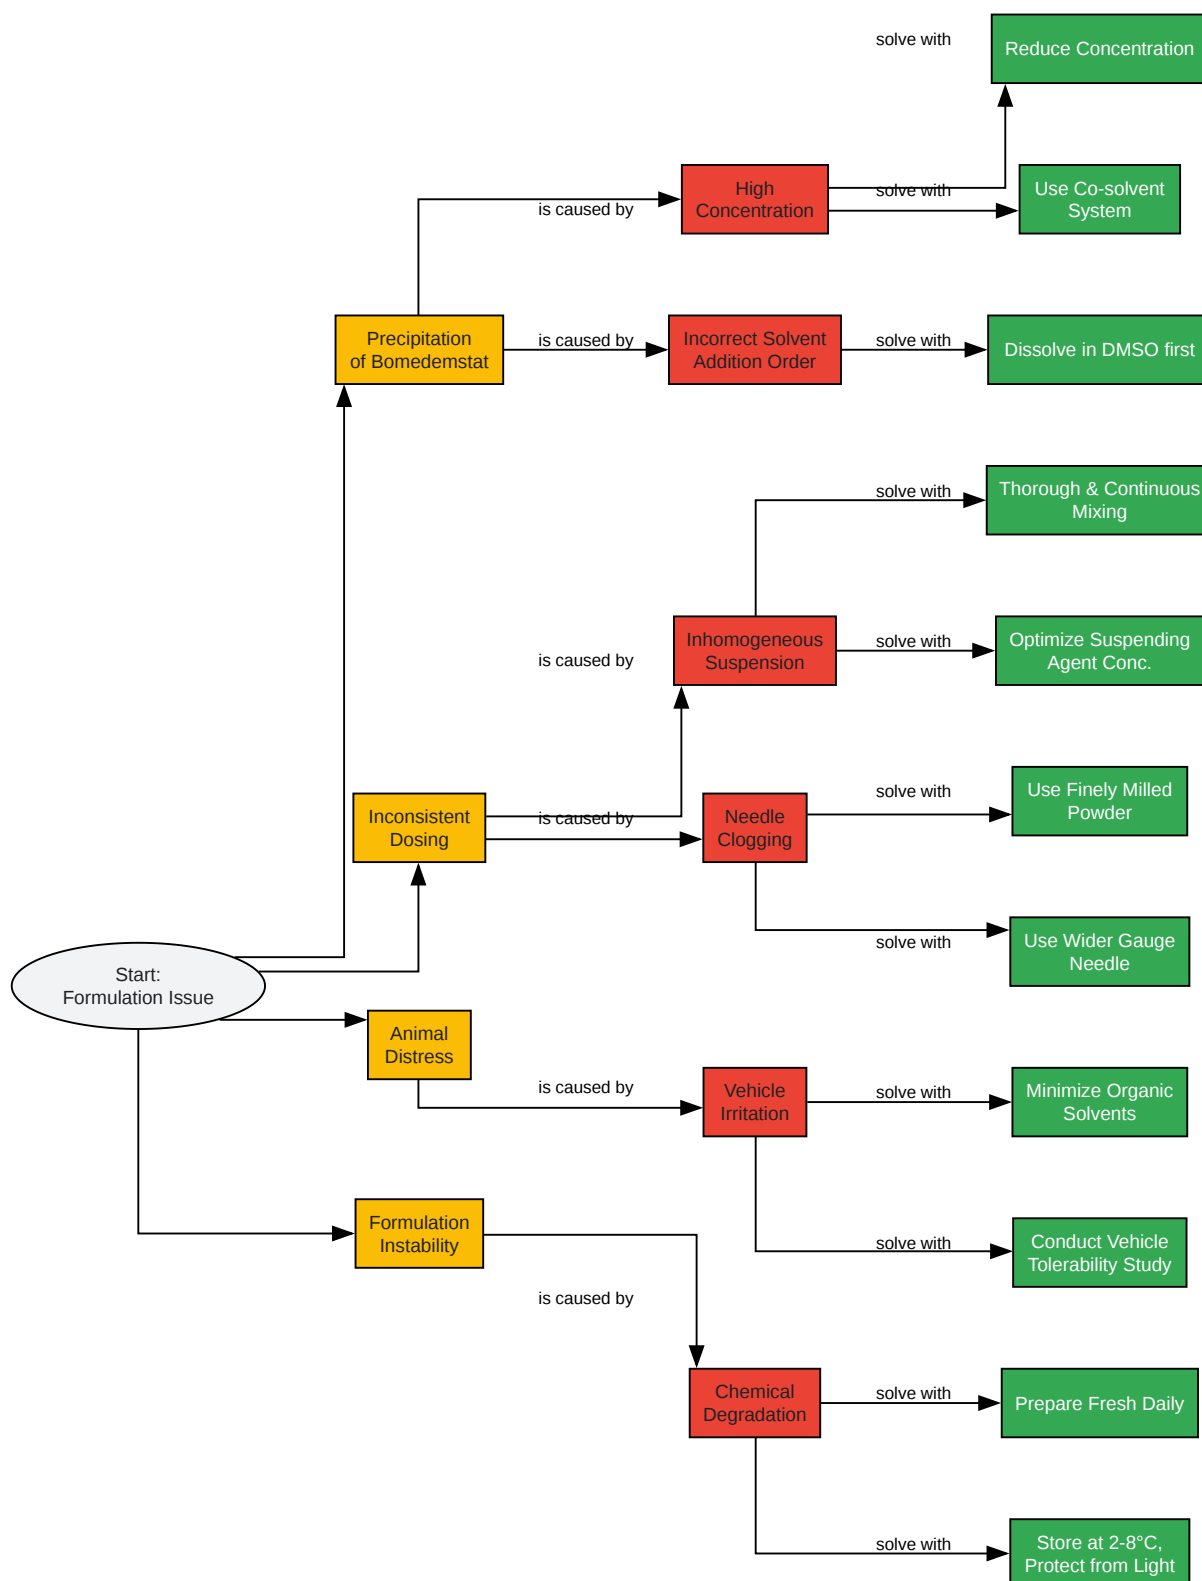 solve with
Reduce Concentration
High
Concentration
solve with
Use Co-solvent
System
is caused by
Precipitation
of Bomedemstat
is caused by
Incorrect Solvent
Addition Order
solve with
Dissolve in DMSO first
solve with
Thorough & Continuous
Mixing
is caused by
Inhomogeneous
Suspension
solve with
Optimize Suspending
Agent Conc.
Inconsistent
Dosing
is caused by
Needle
Clogging
solve with
Use Finely Milled
Powder
solve with
Use Wider Gauge
Needle
Start:
Formulation Issue
Animal
Distress
is caused by
Vehicle
Irritation
solve with
Minimize Organic
Solvents
solve with
Conduct Vehicle
Tolerability Study
Formulation
Instability
is caused by
Chemical
Degradation
solve with
Prepare Fresh Daily
solve with
Store at 2-8°C,
Protect from Light